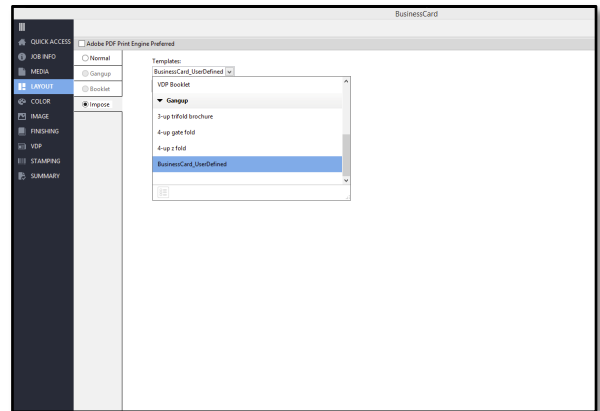 BusinessCard
QUICK ACCESS
JOB INFO
MEDIA
LAYOUT
COLOR
IMAGE
FINISHING
VDP
STAMPING
SUMMARY
Adobe PDF Print Engine Preferred
Normal
Gangup
Booklet
Impose
Templates:
BusinessCard_UserDefined
VDP Booklet
Gangup
3-up trifold brochure
4-up gate fold
4-up z fold
BusinessCard_UserDefined